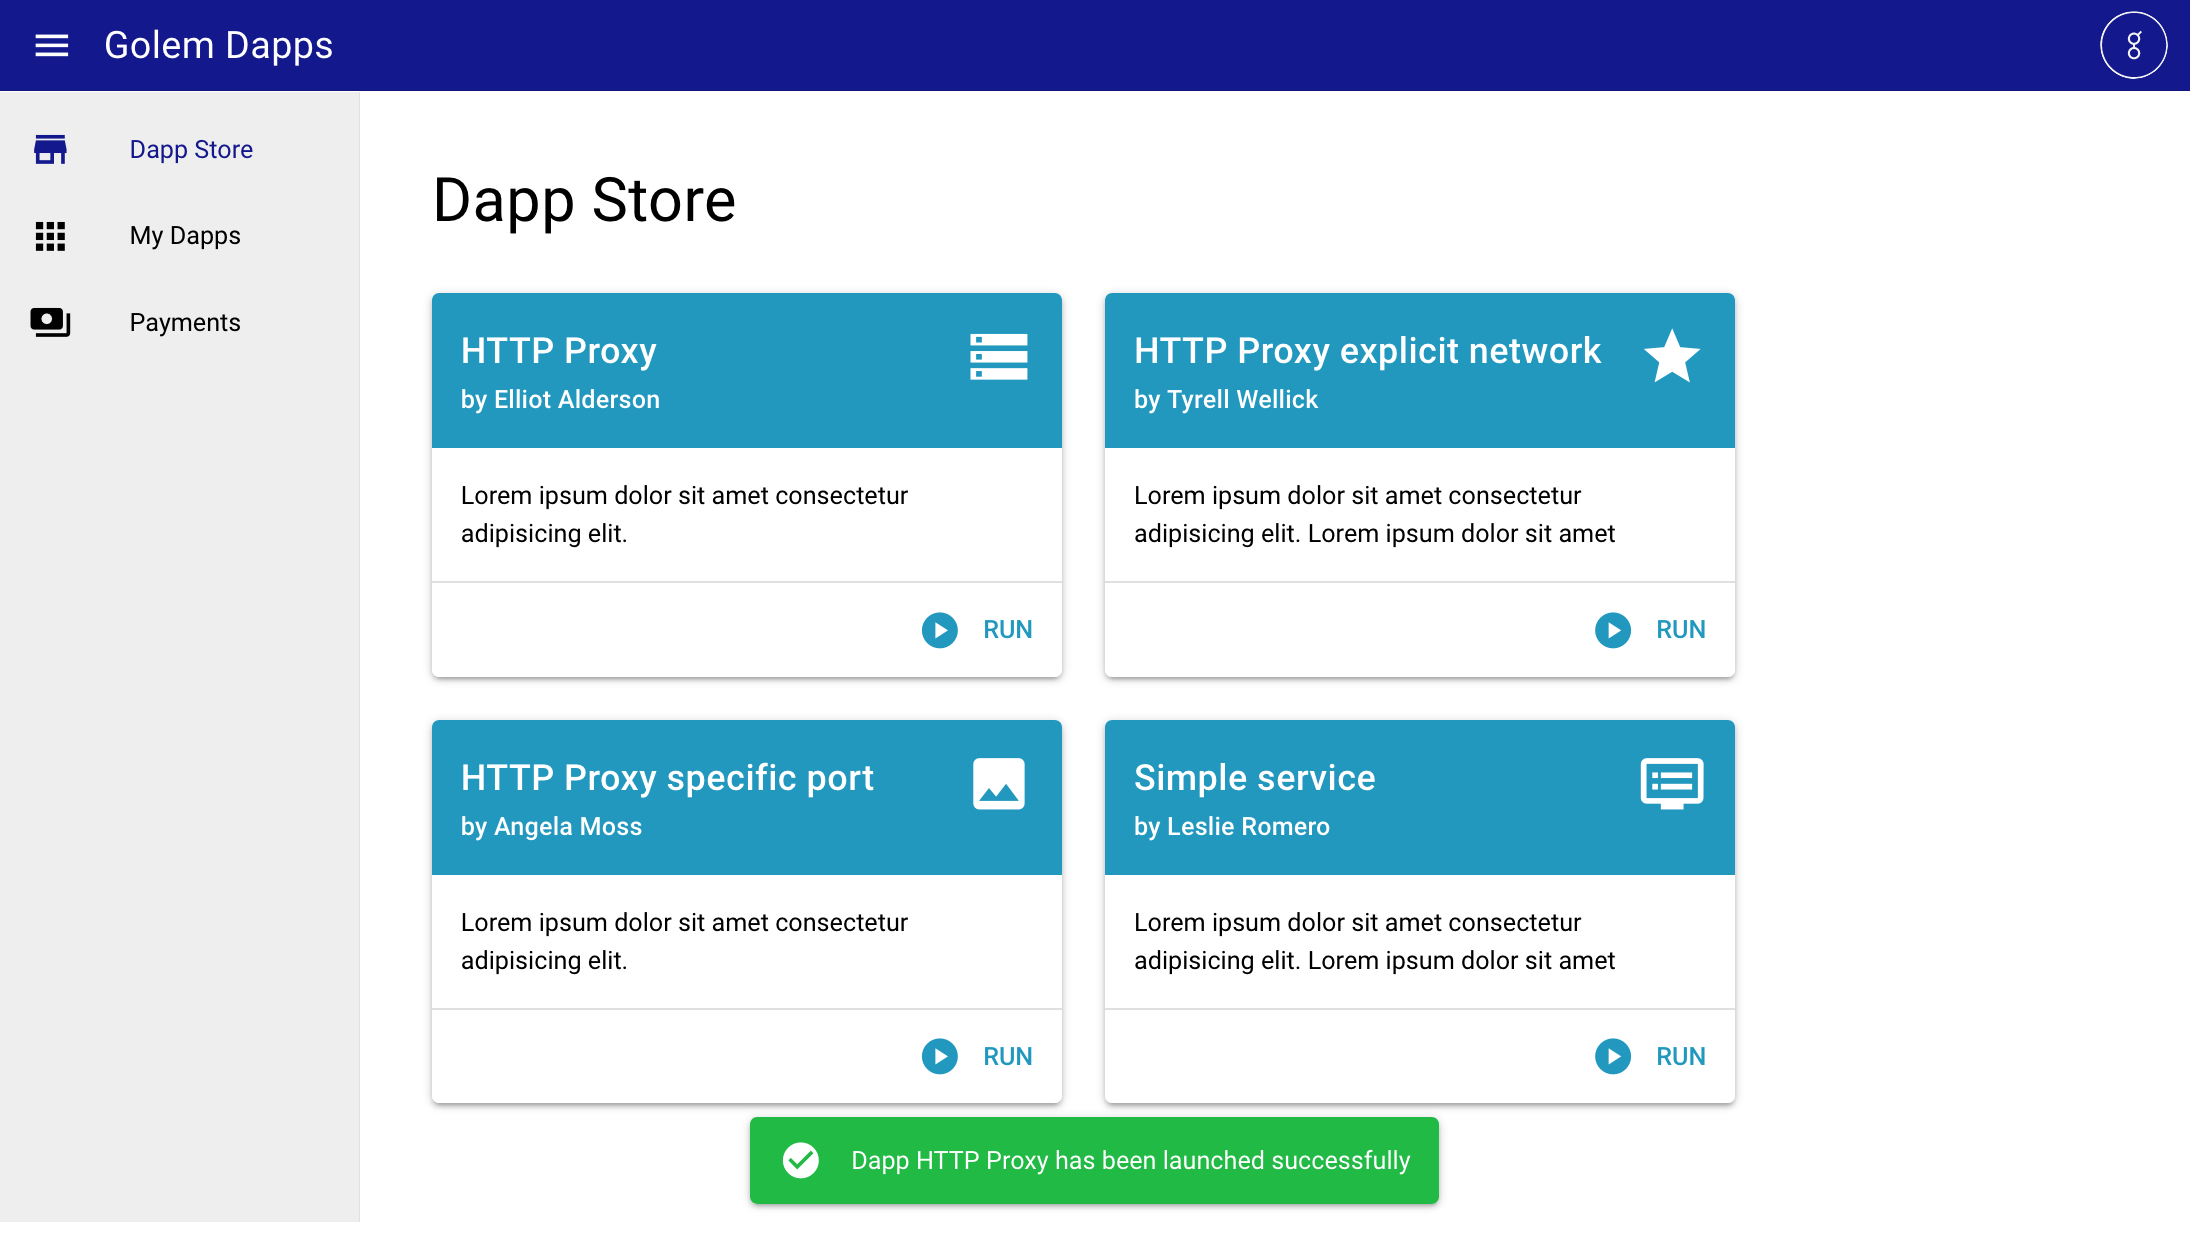 Golem Dapps
Dapp Store
My Dapps
Payments
Dapp Store
HTTP Proxy
by Elliot Alderson
Lorem ipsum dolor sit amet consectetur
adipisicing elit.
RUN
HTTP Proxy explicit network
by Tyrell Wellick
Lorem ipsum dolor sit amet consectetur
adipisicing elit. Lorem ipsum dolor sit amet
RUN
HTTP Proxy specific port
by Angela Moss
Lorem ipsum dolor sit amet consectetur
adipisicing elit.
RUN
Simple service
by Leslie Romero
Lorem ipsum dolor sit amet consectetur
adipisicing elit. Lorem ipsum dolor sit amet
RUN
Dapp HTTP Proxy has been launched successfully